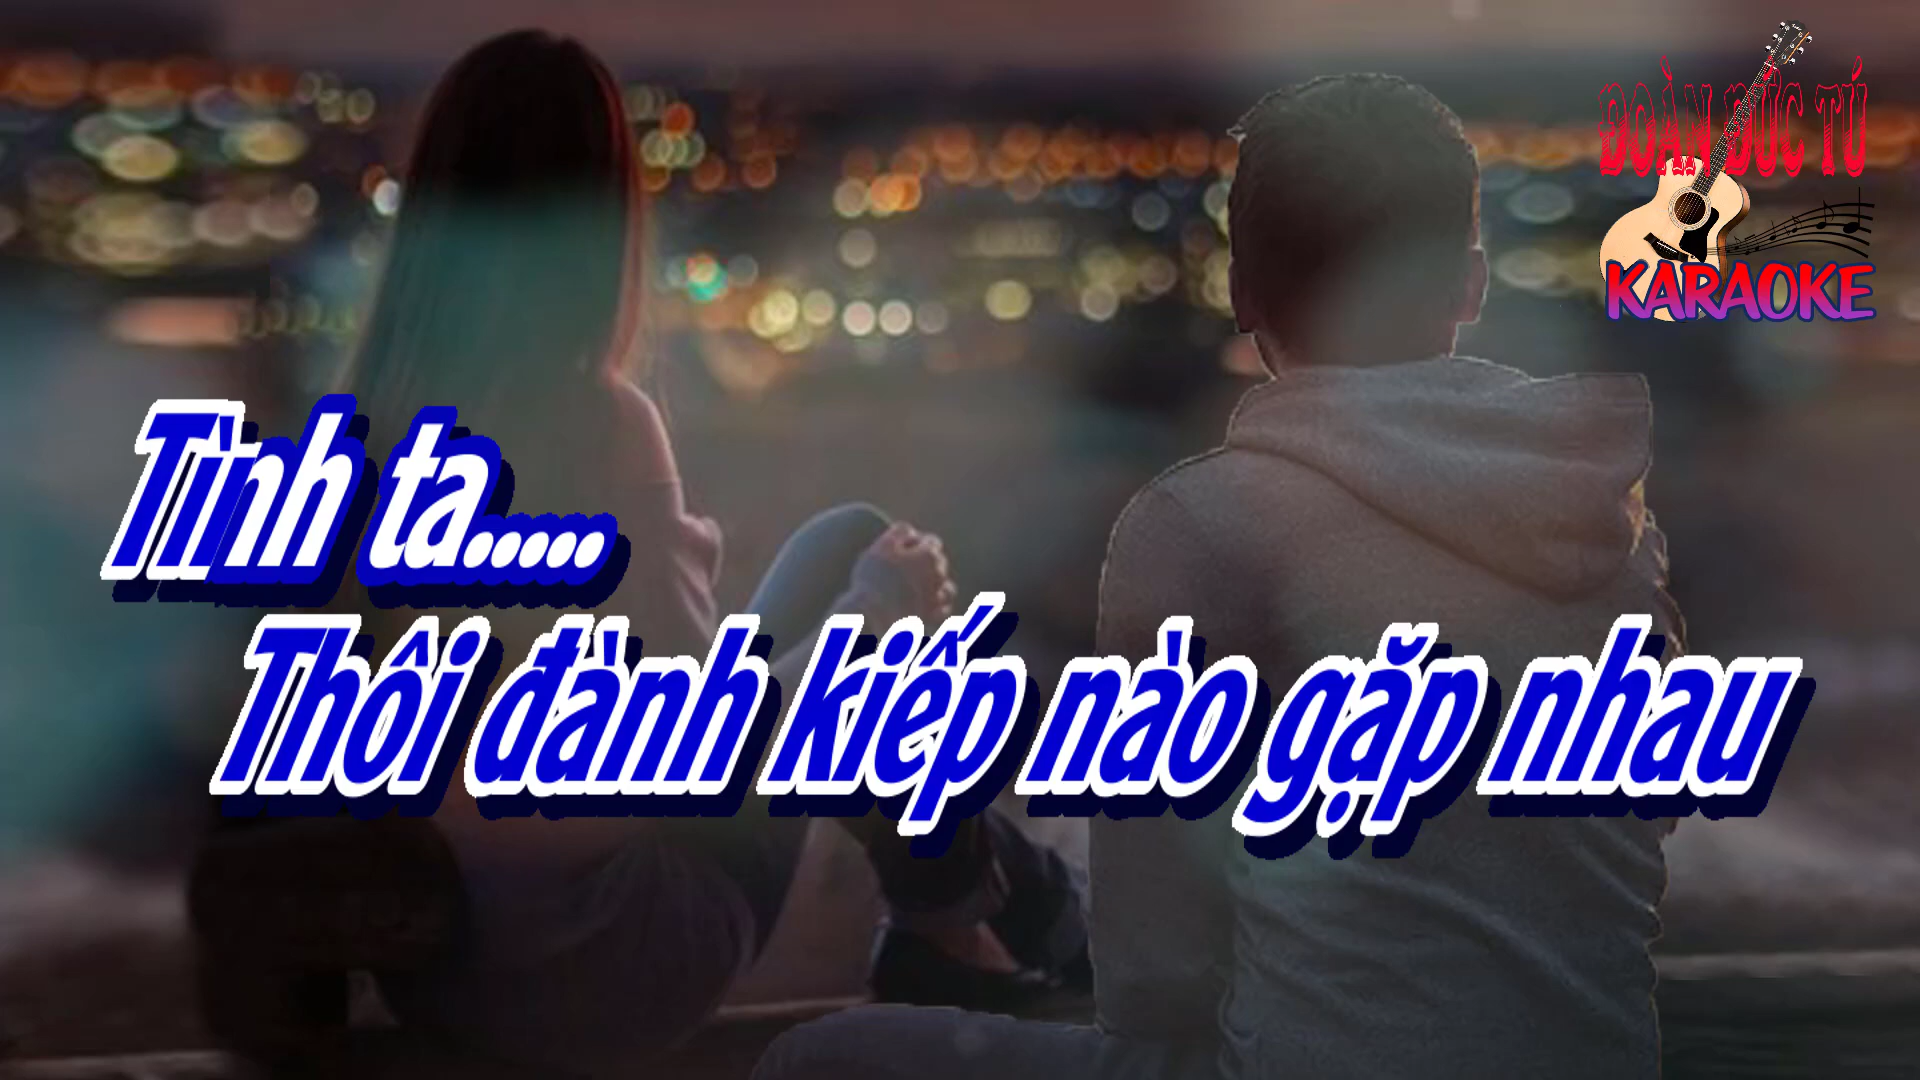 ĐOÀN ĐỨC TÚ
KARAOKE
Tình ta.....
Thôi đành kiếp nào gặp nhau